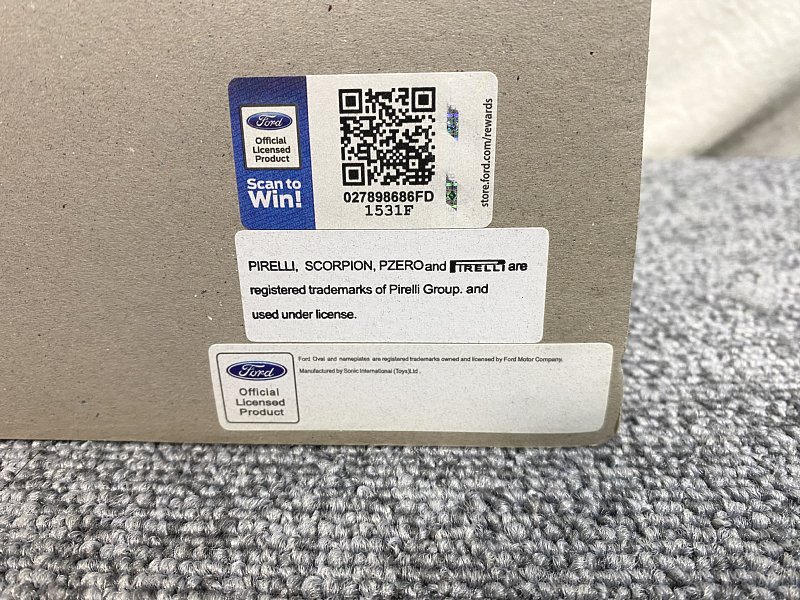 Ford
Official
Licensed
Product
Scan to
Win!
027898686FD
1531F
store.ford.com/rewards
PIRELLI, SCORPION, PZERO and PIRELLI are
registered trademarks of Pirelli Group. and
used under license.
Ford
Official
Licensed
Product
Ford Oval and nameplates are registered trademarks owned and licensed by Ford Motor Company.
Manufactured by Sonic International (Toys)Ltd.